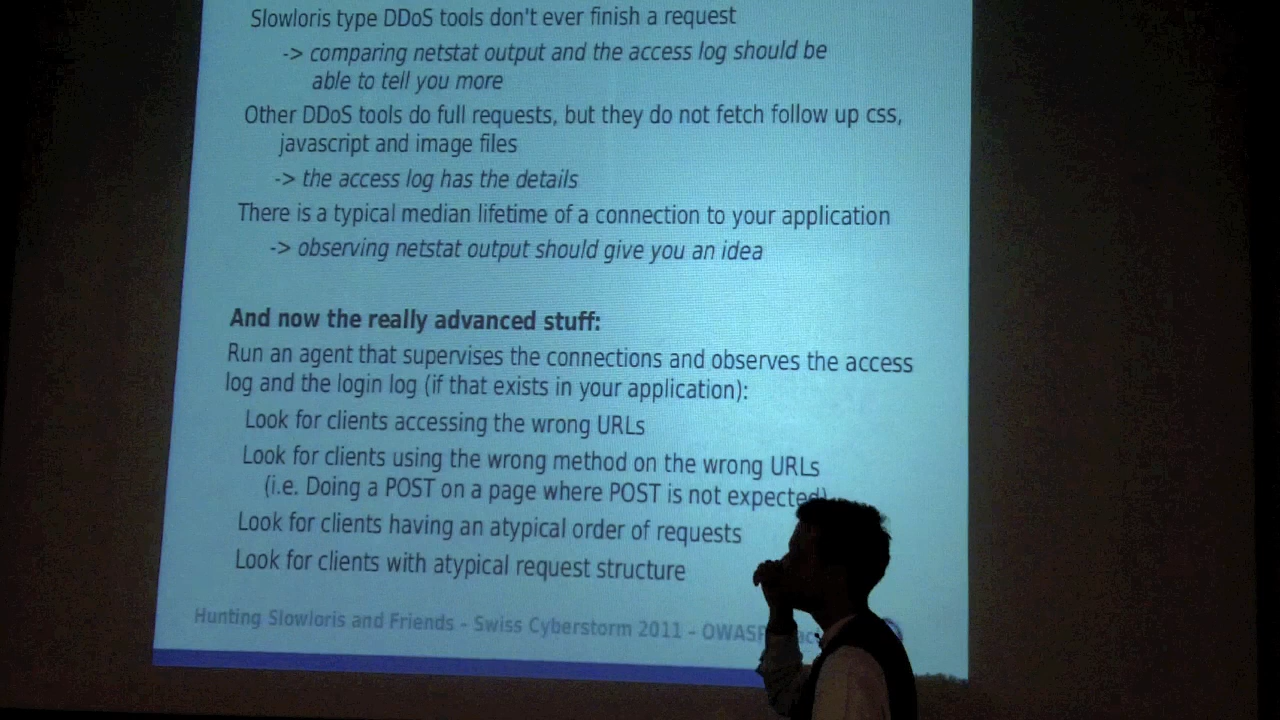 Slowloris type DDoS tools don't ever finish a request
-> comparing netstat output and the access log should be
able to tell you more
Other DDoS tools do full requests, but they do not fetch follow up css,
javascript and image files
-> the access log has the details
There is a typical median lifetime of a connection to your application
-> observing netstat output should give you an idea
And now the really advanced stuff:
Run an agent that supervises the connections and observes the access
log and the login log (if that exists in your application):
Look for clients accessing the wrong URLs
Look for clients using the wrong method on the wrong URLs
(i.e. Doing a POST on a page where POST is not expected)
Look for clients having an atypical order of requests
Look for clients with atypical request structure
Hunting Slowloris and Friends – Swiss Cyberstorm 2011 – OWASP